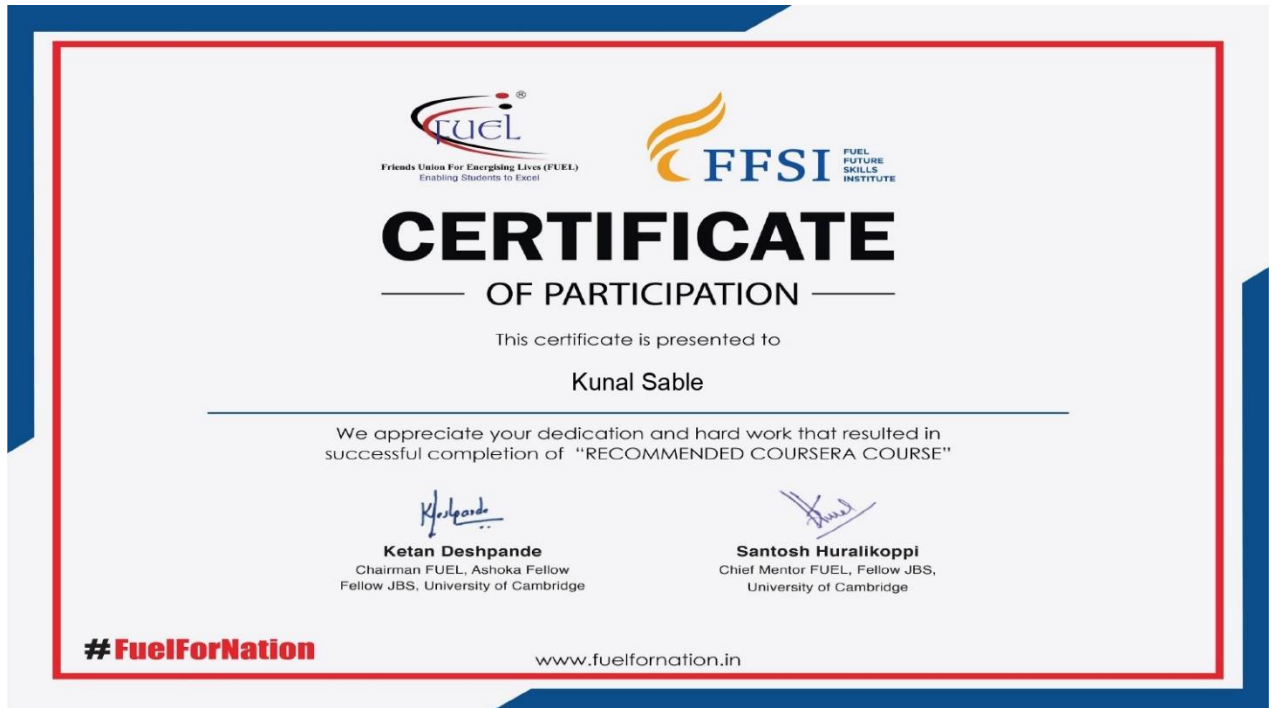 FUEL ®
Friends Union For Energising Lives (FUEL)
Enabling Students to Excel
FFSI
FUEL
FUTURE
SKILLS
INSTITUTE
CERTIFICATE
OF PARTICIPATION
This certificate is presented to
Kunal Sable
We appreciate your dedication and hard work that resulted in
successful completion of “RECOMMENDED COURSERA COURSE”
Ketan Deshpande
Chairman FUEL, Ashoka Fellow
Fellow JBS, University of Cambridge
Santosh Huralikoppi
Chief Mentor FUEL, Fellow JBS,
University of Cambridge
#FuelForNation
www.fuelfornation.in